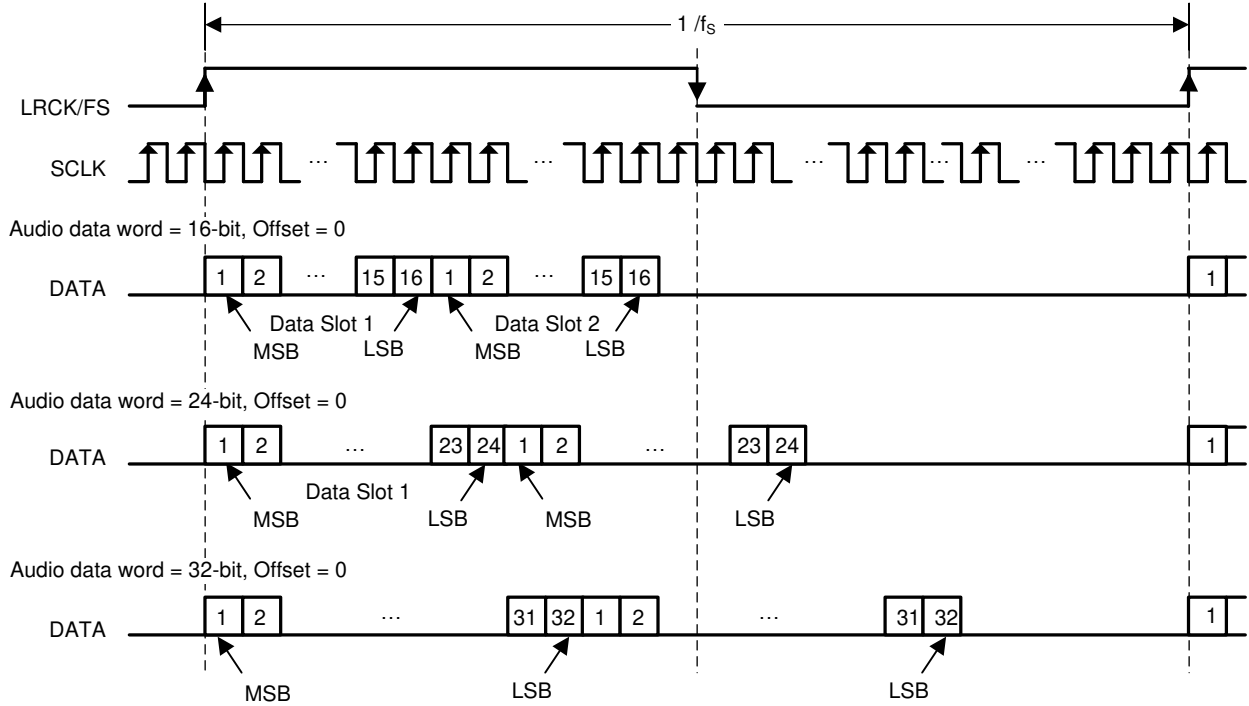 1 /fS
LRCK/FS
SCLK … … … … …
Audio data word = 16-bit, Offset = 0
DATA 1 2 … 15 16 1 2 … 15 16 1
Data Slot 1 Data Slot 2
MSB LSB MSB LSB
Audio data word = 24-bit, Offset = 0
DATA 1 2 … 23 24 1 2 … 23 24 1
Data Slot 1
MSB LSB MSB LSB
Audio data word = 32-bit, Offset = 0
DATA 1 2 … 31 32 1 2 … 31 32 1
MSB LSB LSB